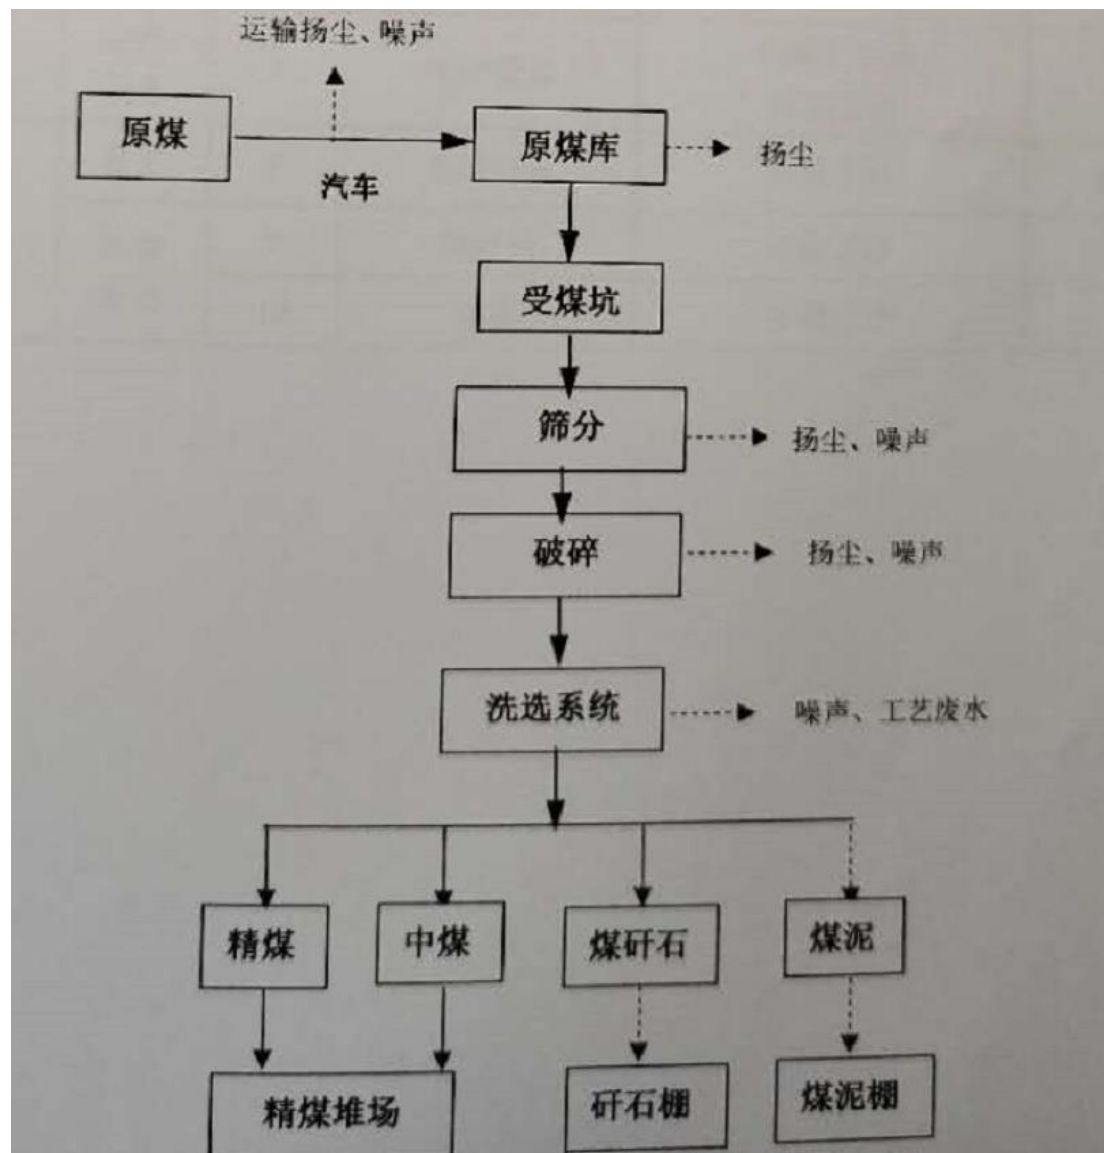 运输扬尘、噪声
原煤
原煤库
扬尘
汽车
受煤坑
筛分
扬尘、噪声
破碎
扬尘、噪声
洗选系统
噪声、工艺废水
精煤
中煤
煤矸石
煤泥
精煤堆场
矸石棚
煤泥棚